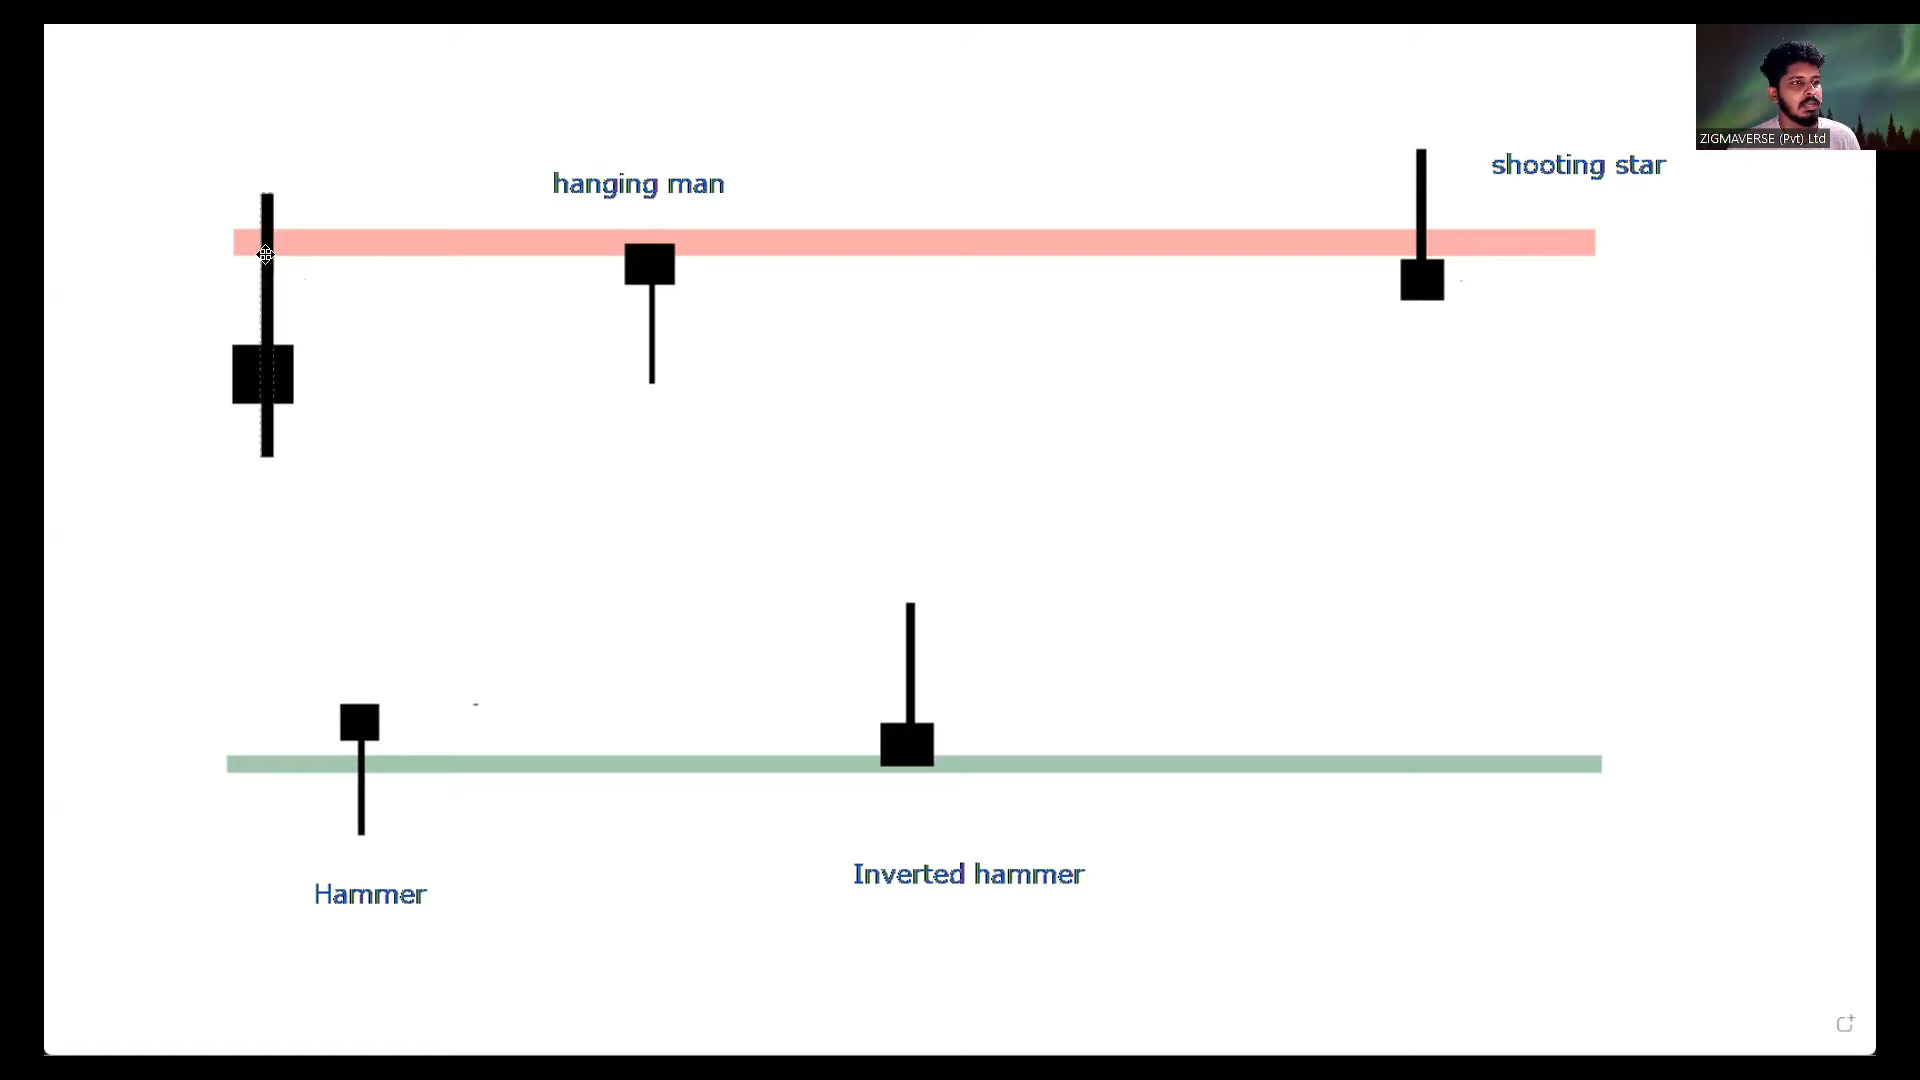 ZIGMAVERSE (Pvt) Ltd
hanging man
shooting star
Hammer
Inverted hammer